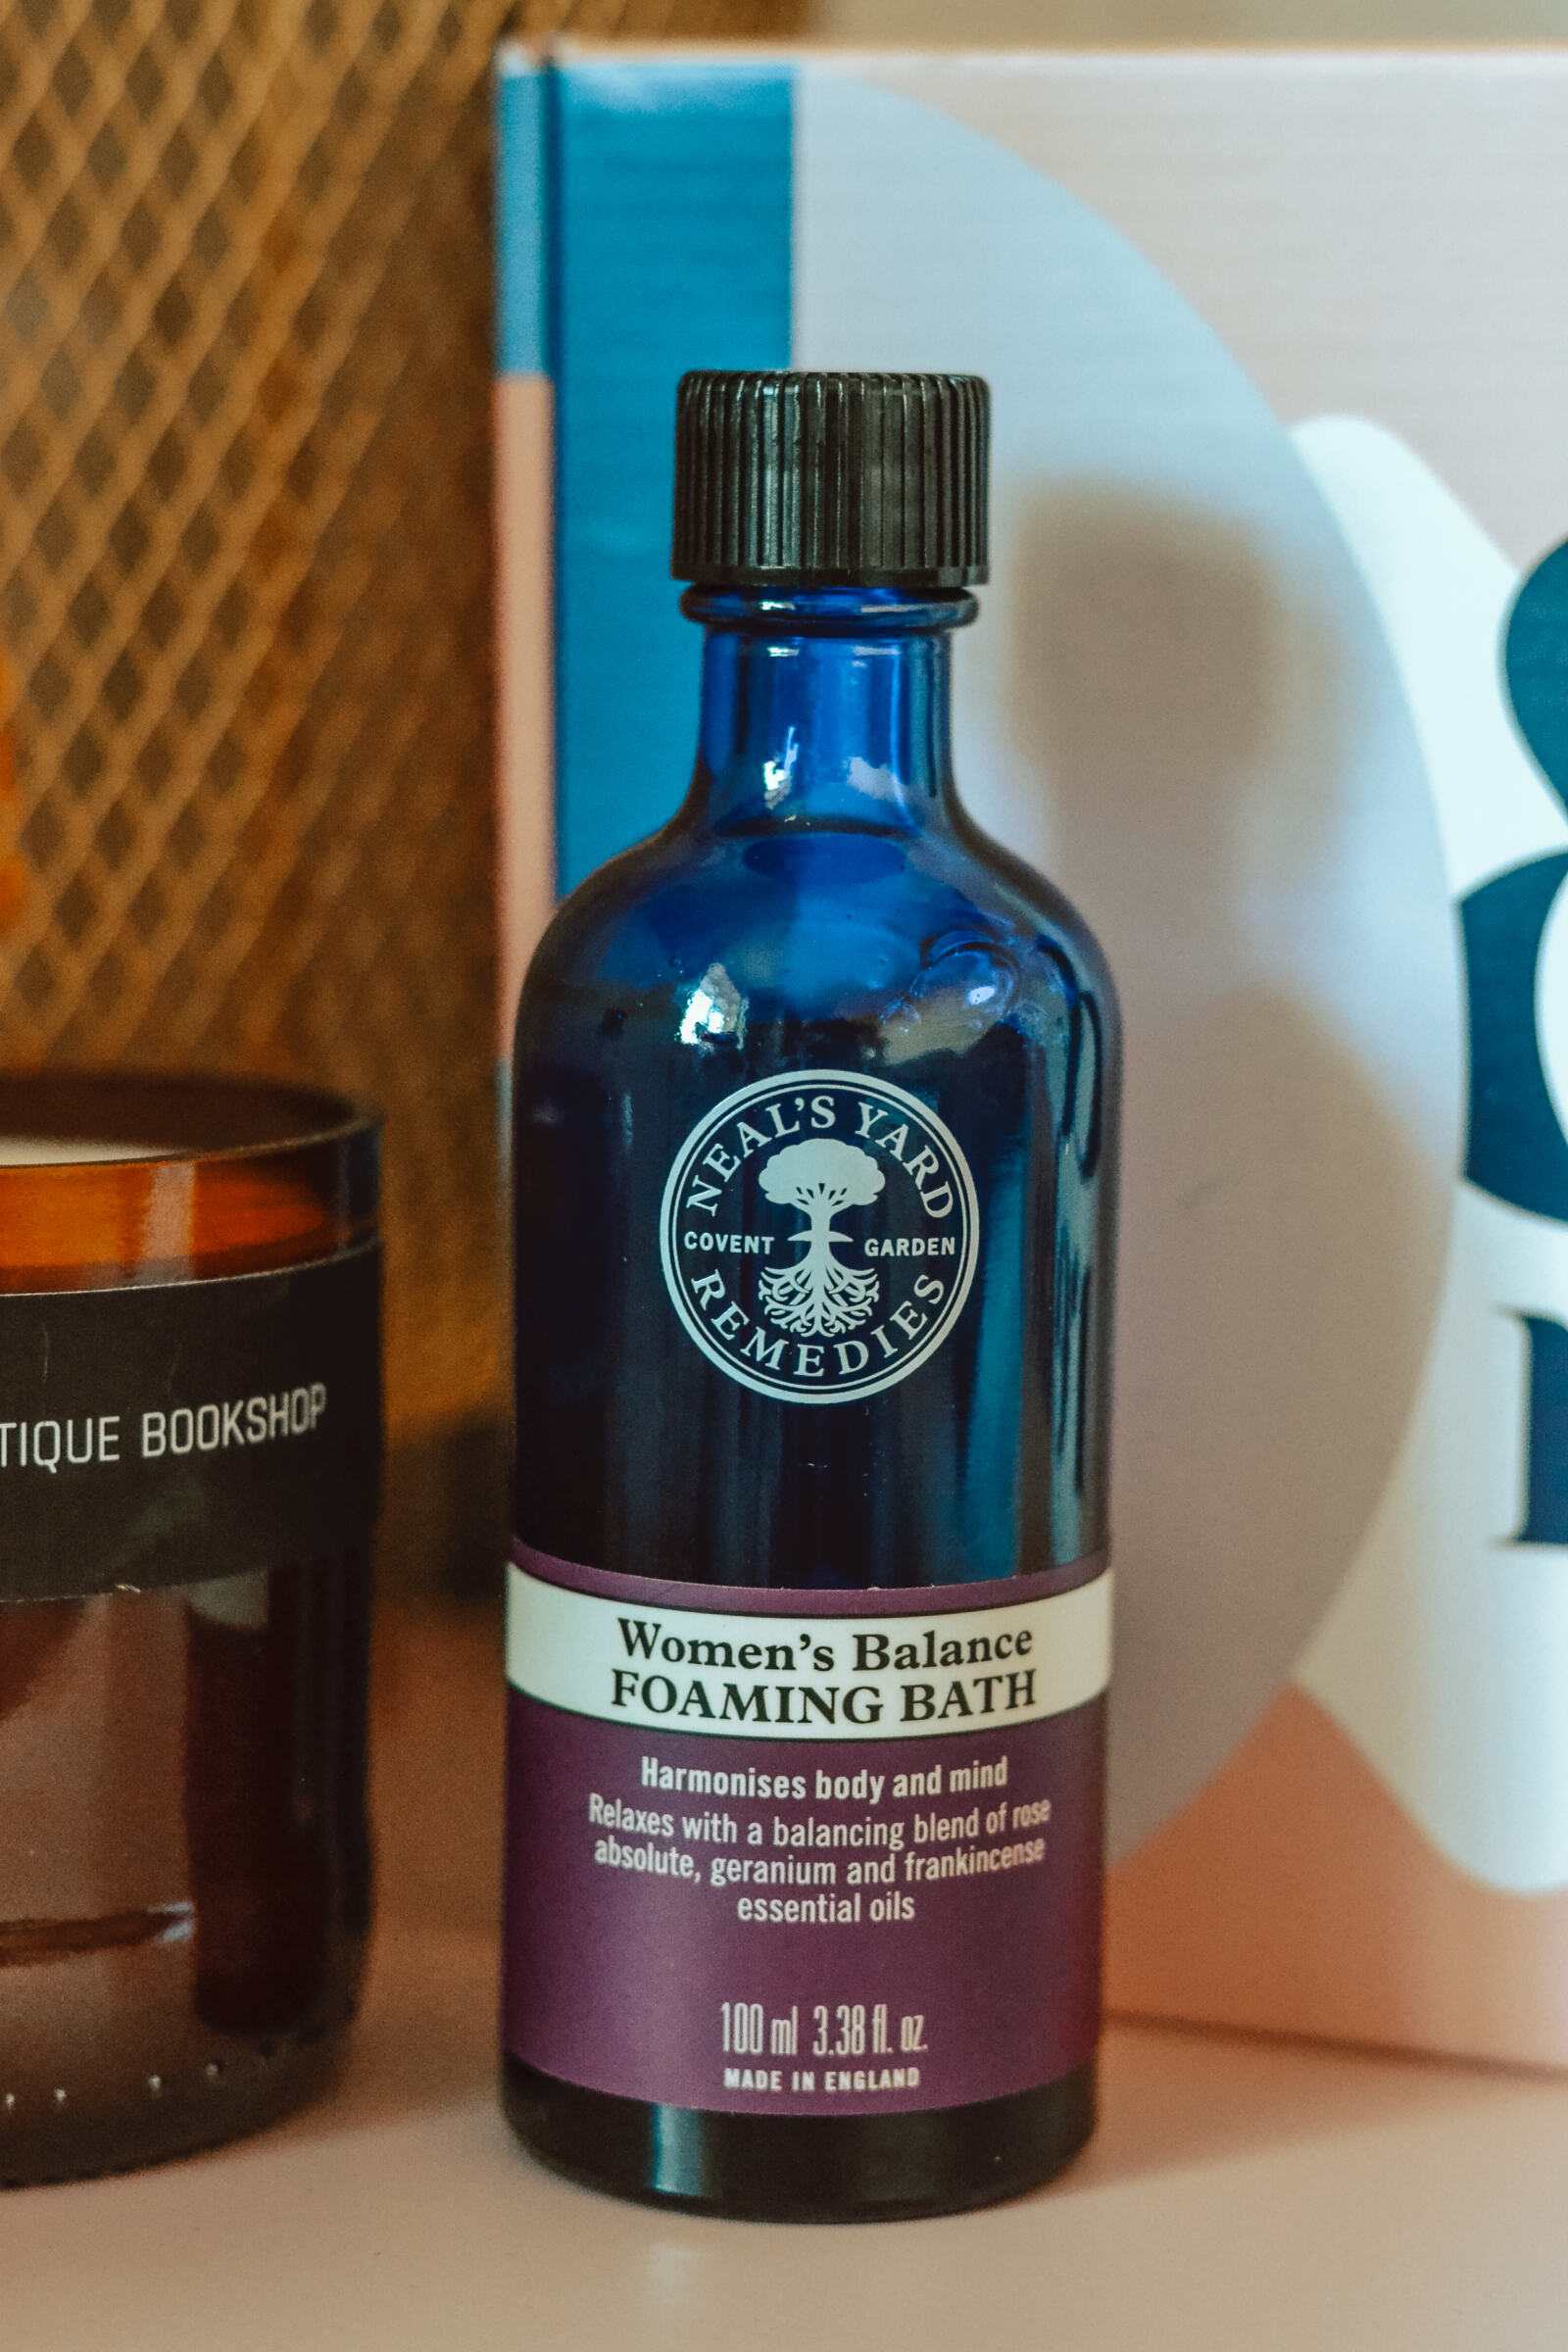 NEAL'S YARD
COVENT GARDEN
REMEDIES
BOOKSHOP
Women's Balance
FOAMING BATH
Harmonises body and mind
Relaxes with a balancing blend of rose
absolute, geranium and frankincense
essential oils
100 ml 3.38 fl. oz.
MADE IN ENGLAND